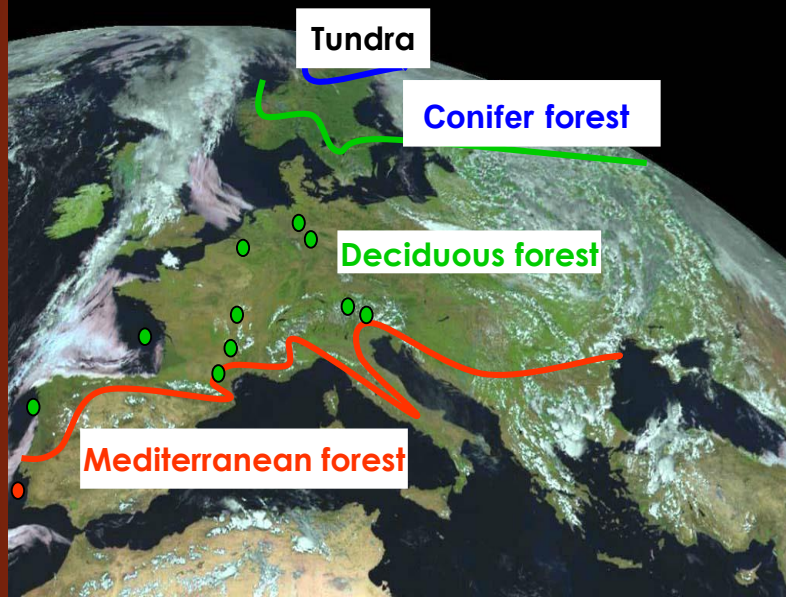 Tundra
Conifer forest
Deciduous forest
Mediterranean forest